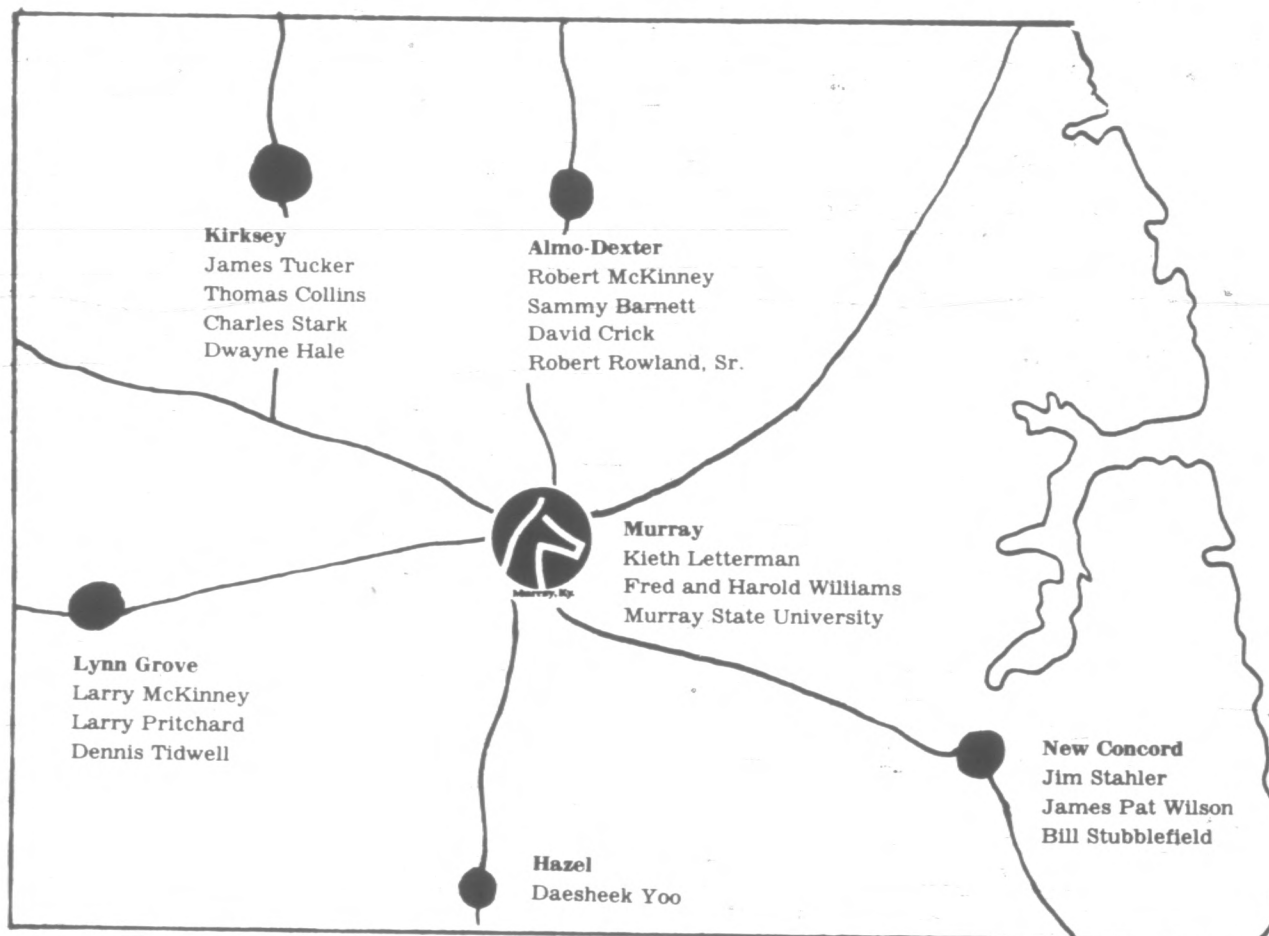 Kirksey
James Tucker
Thomas Collins
Charles Stark
Dwayne Hale
Almo-Dexter
Robert McKinney
Sammy Barnett
David Crick
Robert Rowland, Sr.
Murray, Ky.
Murray
Kieth Letterman
Fred and Harold Williams
Murray State University
Lynn Grove
Larry McKinney
Larry Pritchard
Dennis Tidwell
New Concord
Jim Stahler
James Pat Wilson
Bill Stubblefield
Hazel
Daesheek Yoo